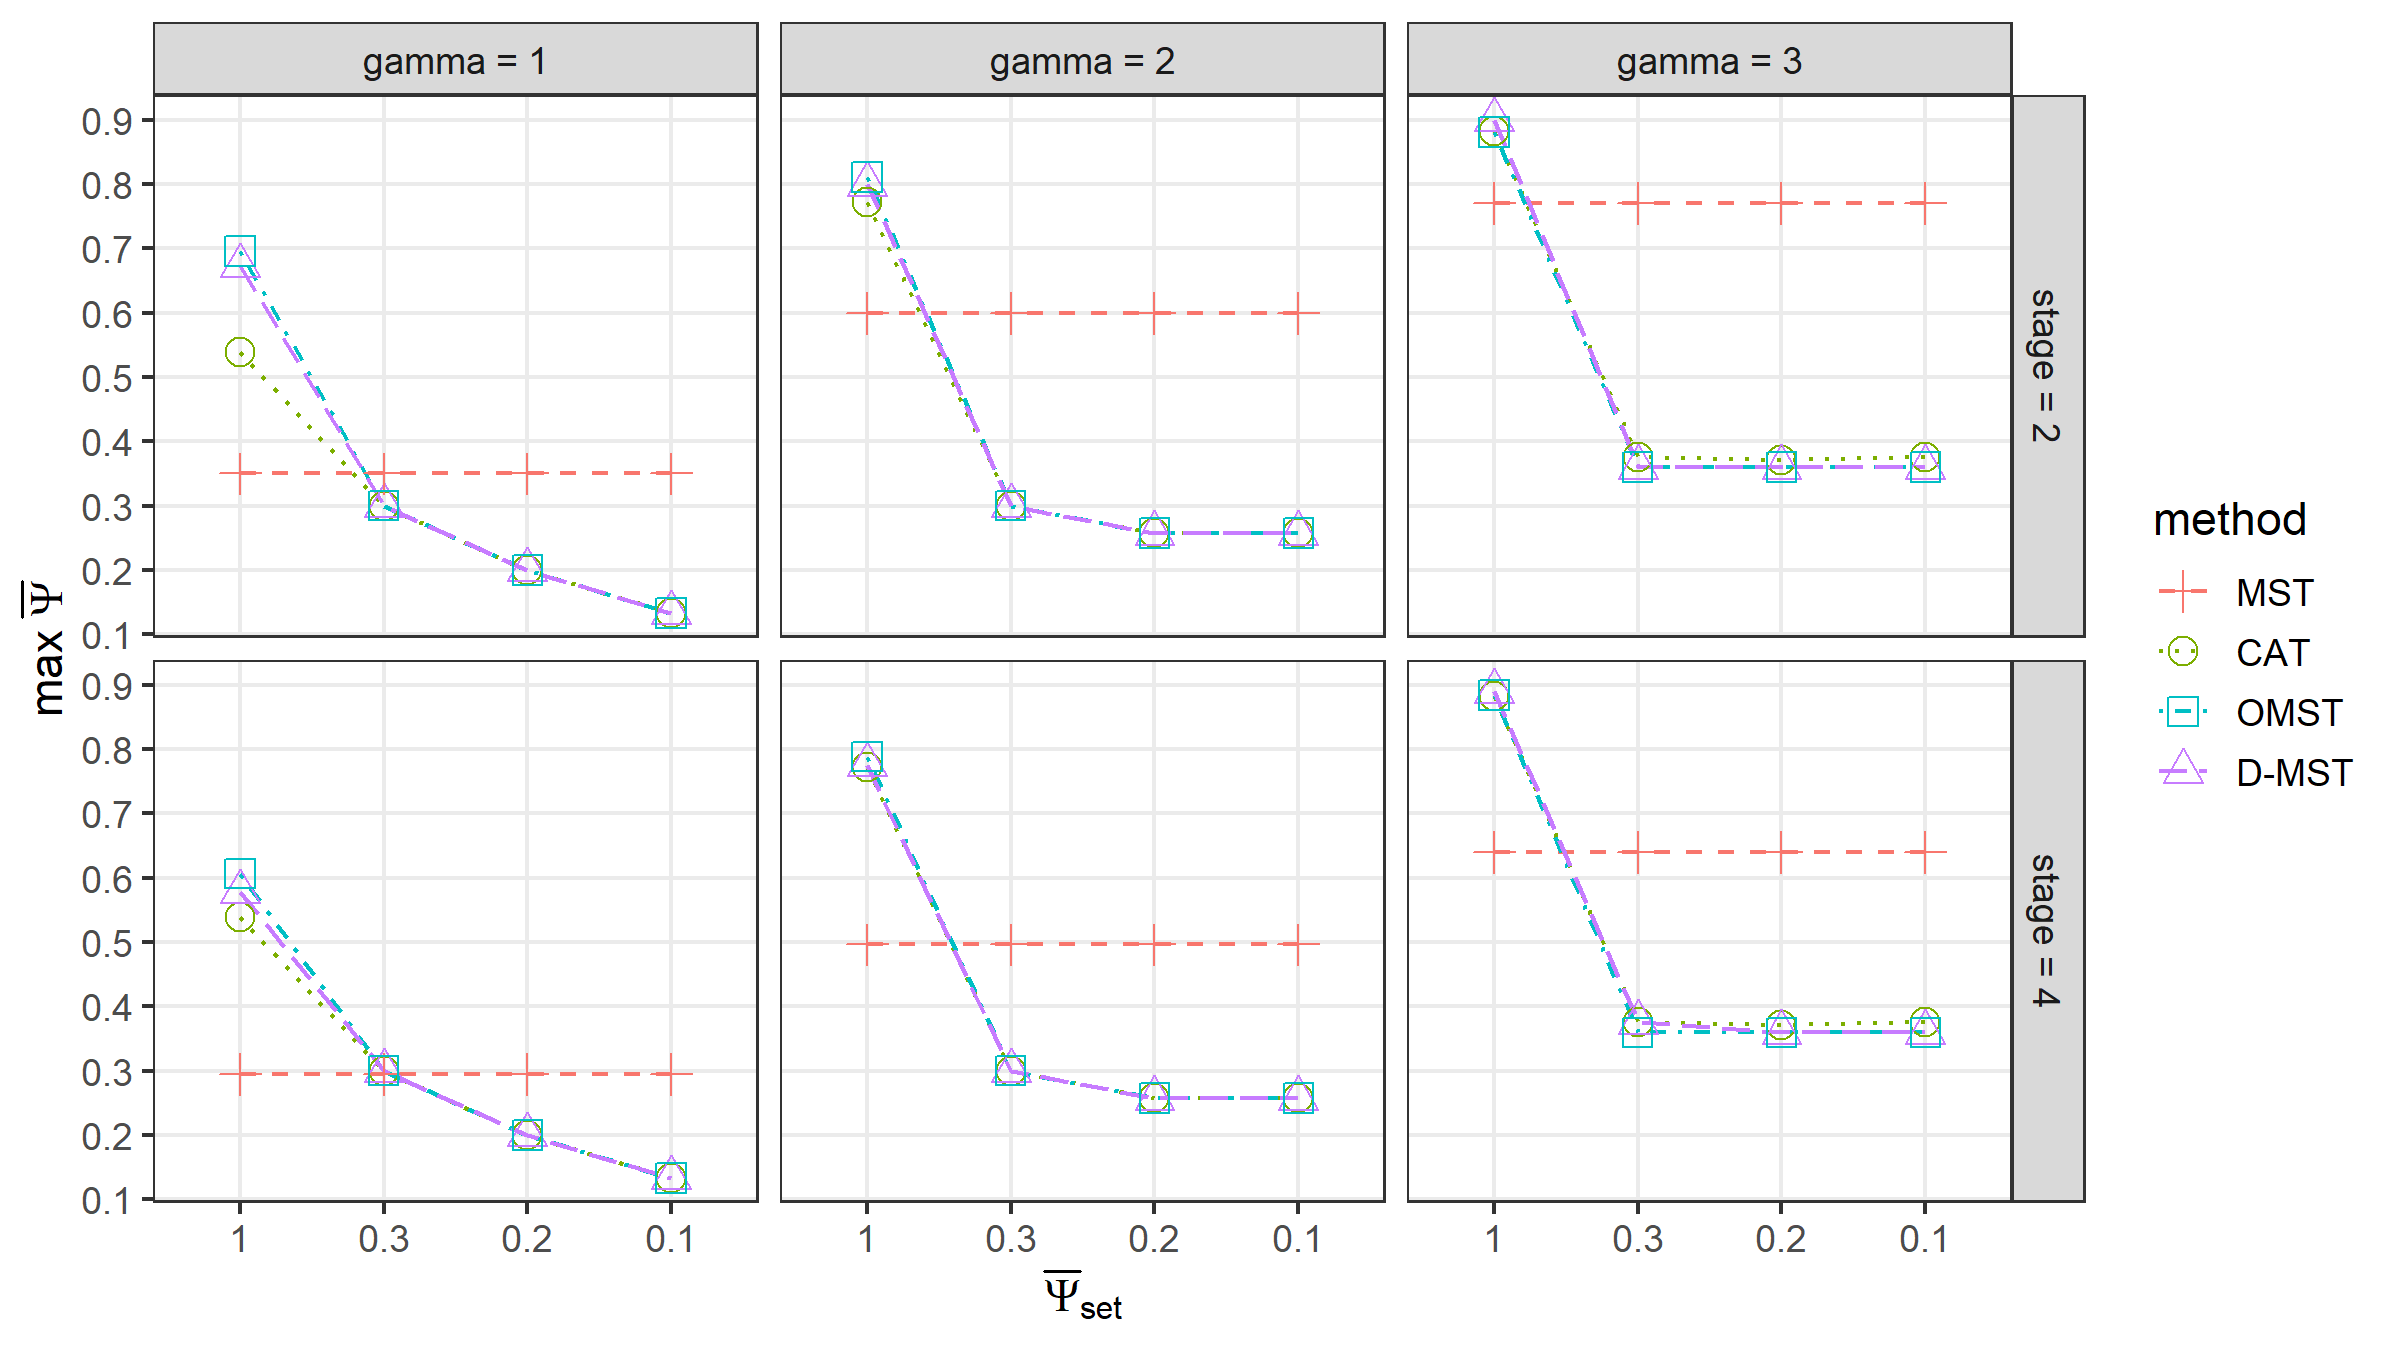 gamma = 1
gamma = 2
gamma = 3
0.9
0.8
0.7
0.6
0.5
0.4
0.3
0.2
0.1
stage = 2
max Ψ̅
0.9
0.8
0.7
0.6
0.5
0.4
0.3
0.2
0.1
stage = 4
1 0.3 0.2 0.1
1 0.3 0.2 0.1
1 0.3 0.2 0.1
Ψ̅set
method
MST
CAT
OMST
D-MST